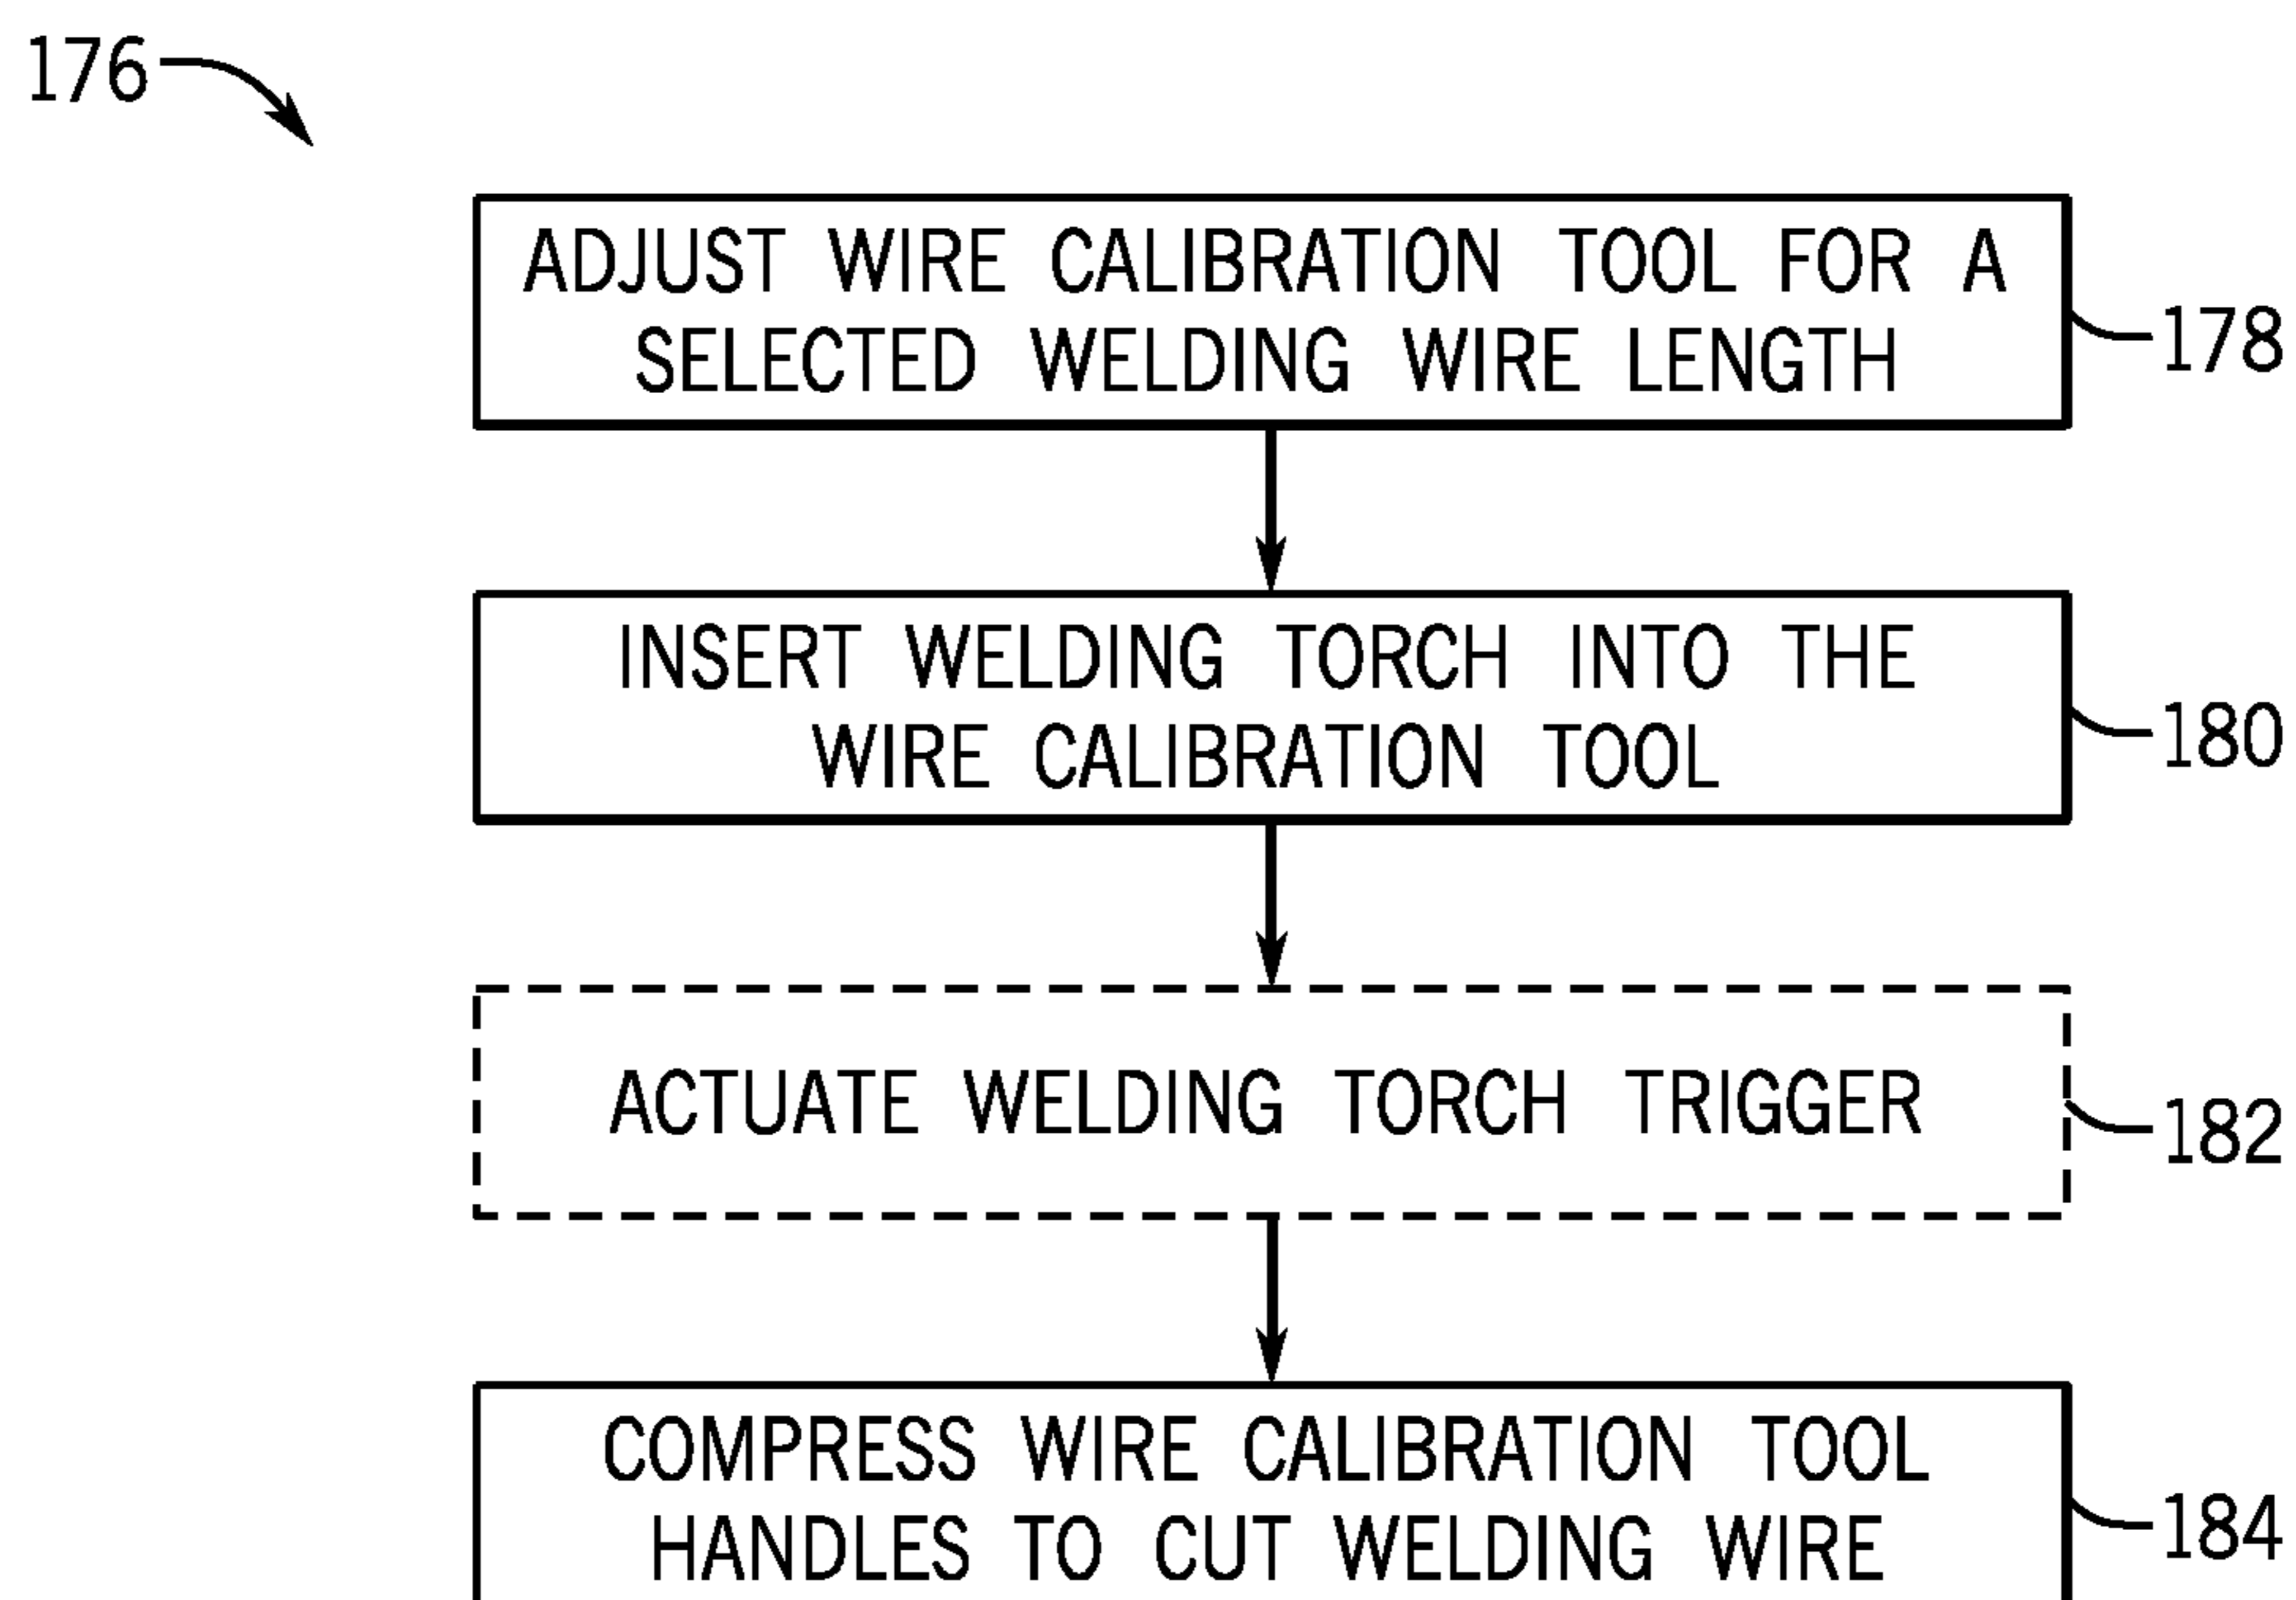 176
ADJUST WIRE CALIBRATION TOOL FOR A
SELECTED WELDING WIRE LENGTH
178
INSERT WELDING TORCH INTO THE
WIRE CALIBRATION TOOL
180
ACTUATE WELDING TORCH TRIGGER
182
COMPRESS WIRE CALIBRATION TOOL
HANDLES TO CUT WELDING WIRE
184